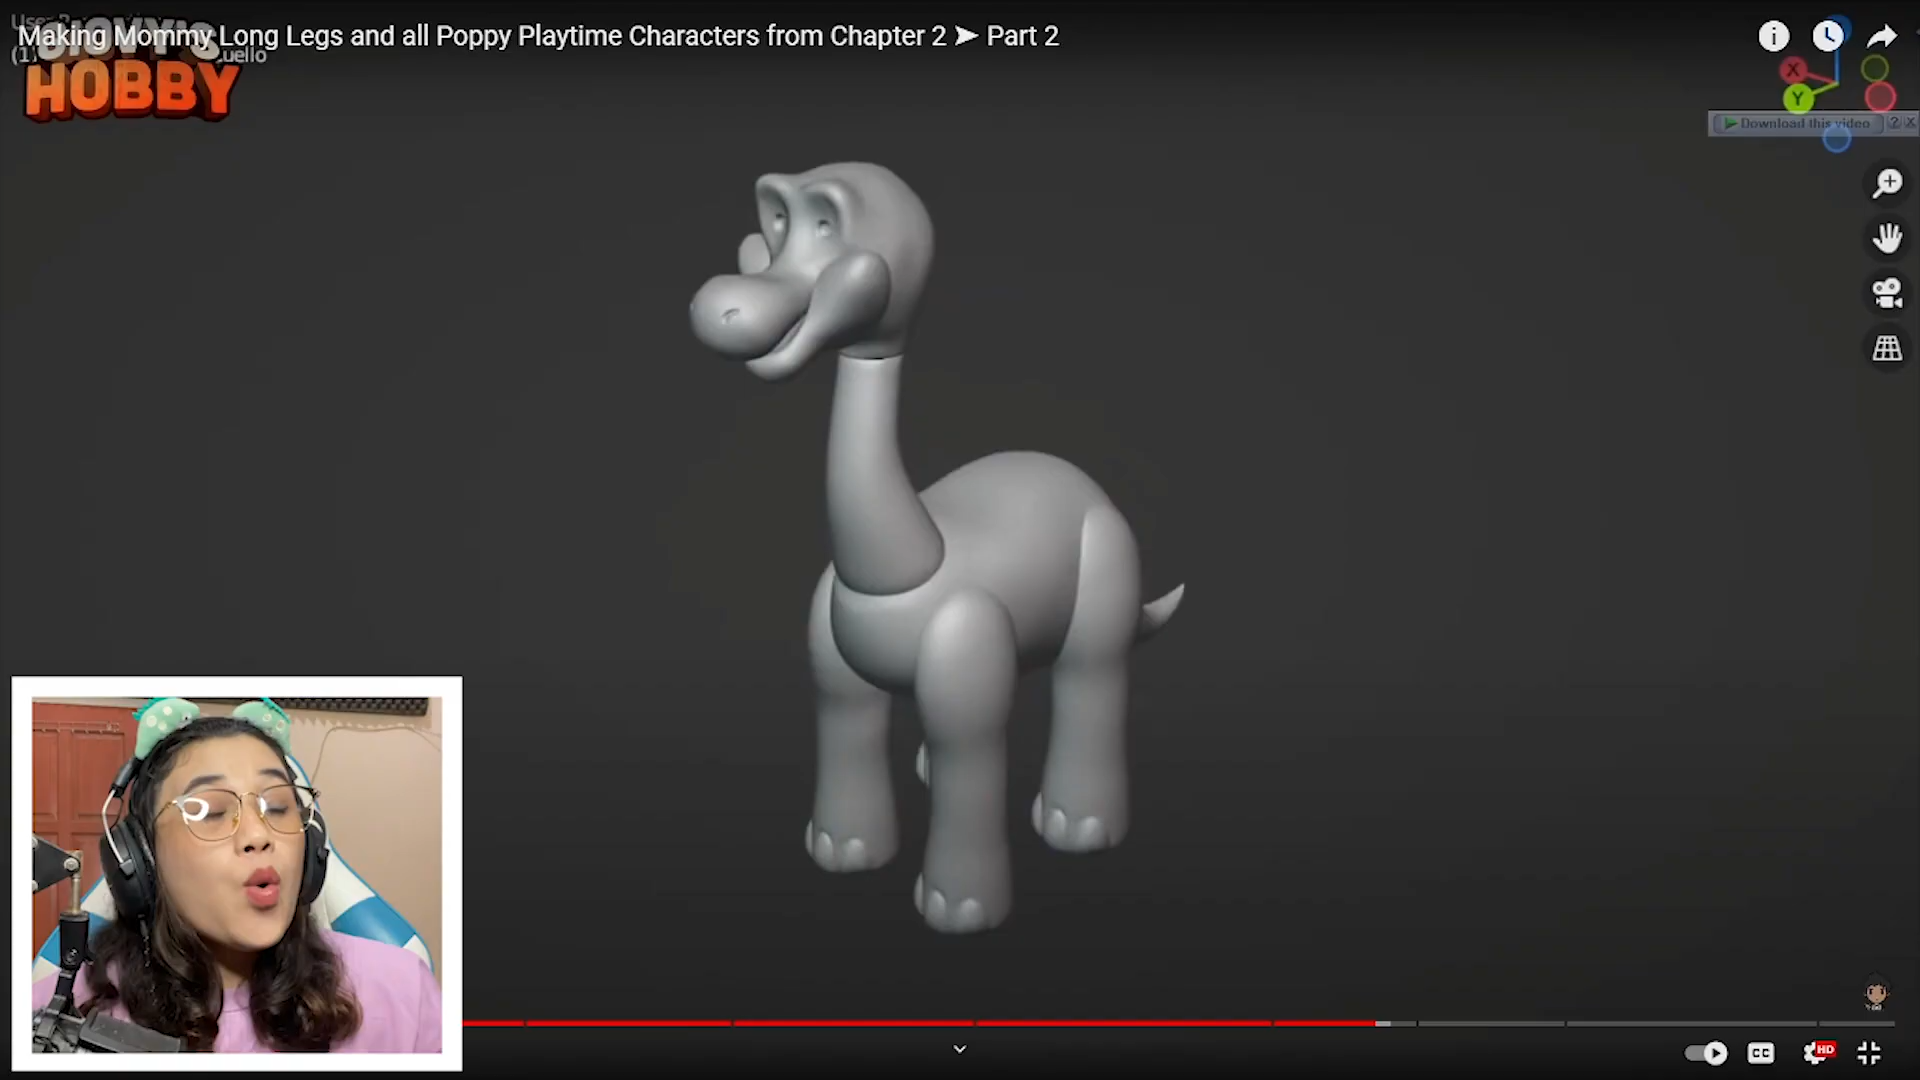 Making Mommy Long Legs and all Poppy Playtime Characters from Chapter 2 ➤ Part 2
HOBBY
X
Y
Download this video ? X
CC
HD